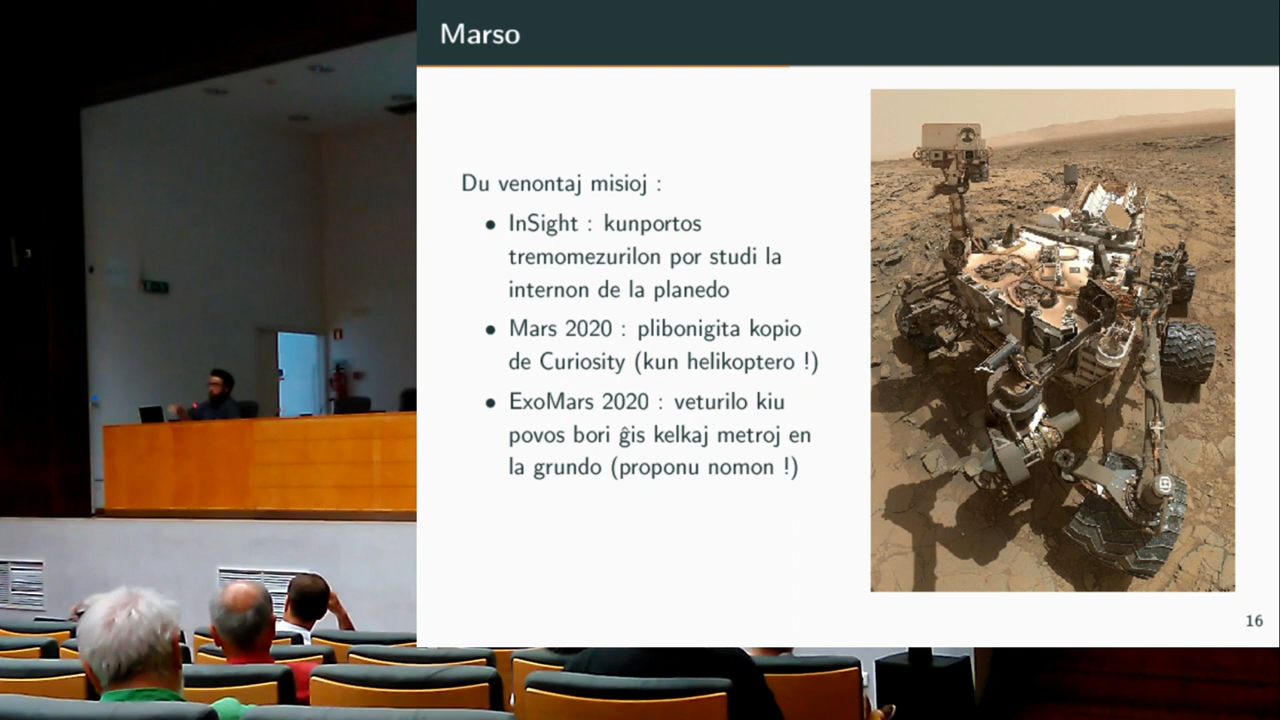 Marso
Du venontaj misioj :
• InSight : kunportos
tremomezurilon por studi la
internon de la planedo
• Mars 2020 : plibonigita kopio
de Curiosity (kun helikoptero !)
• ExoMars 2020 : veturilo kiu
povos bori ĝis kelkaj metroj en
la grundo (proponu nomon !)
16